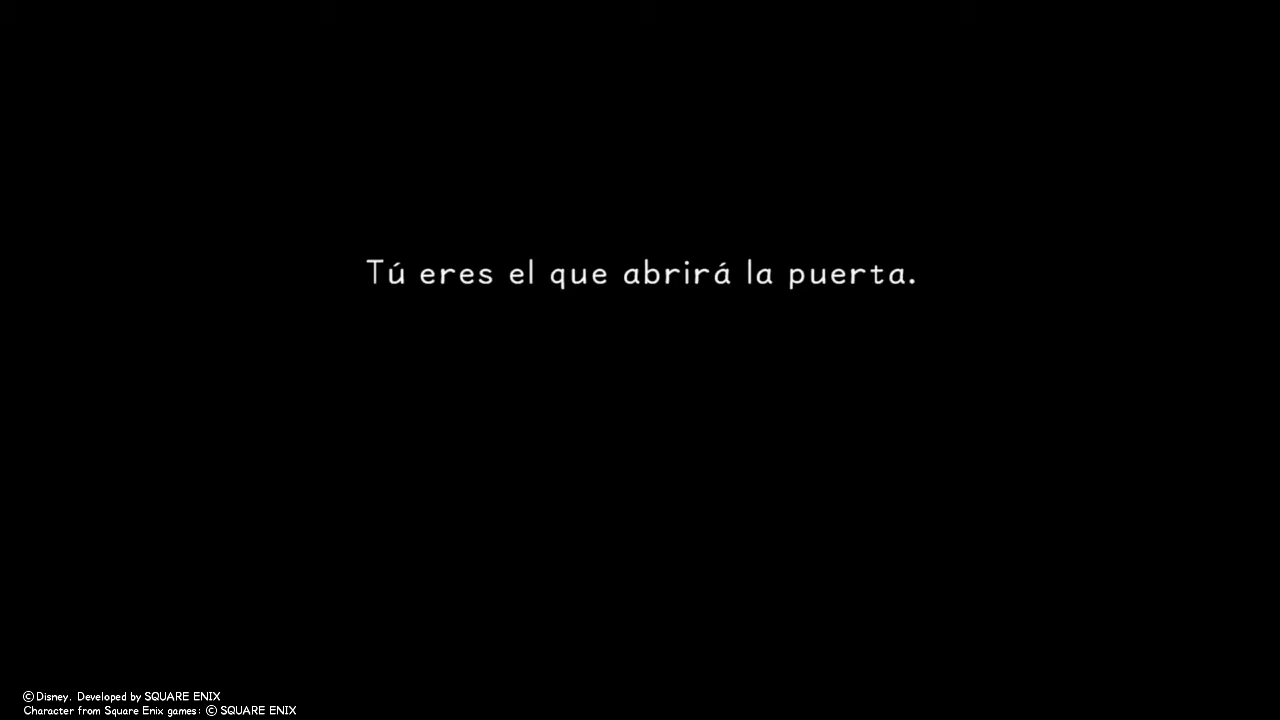 Tú eres el que abrirá la puerta.
©Disney. Developed by SQUARE ENIX
Character from Square Enix games: © SQUARE ENIX